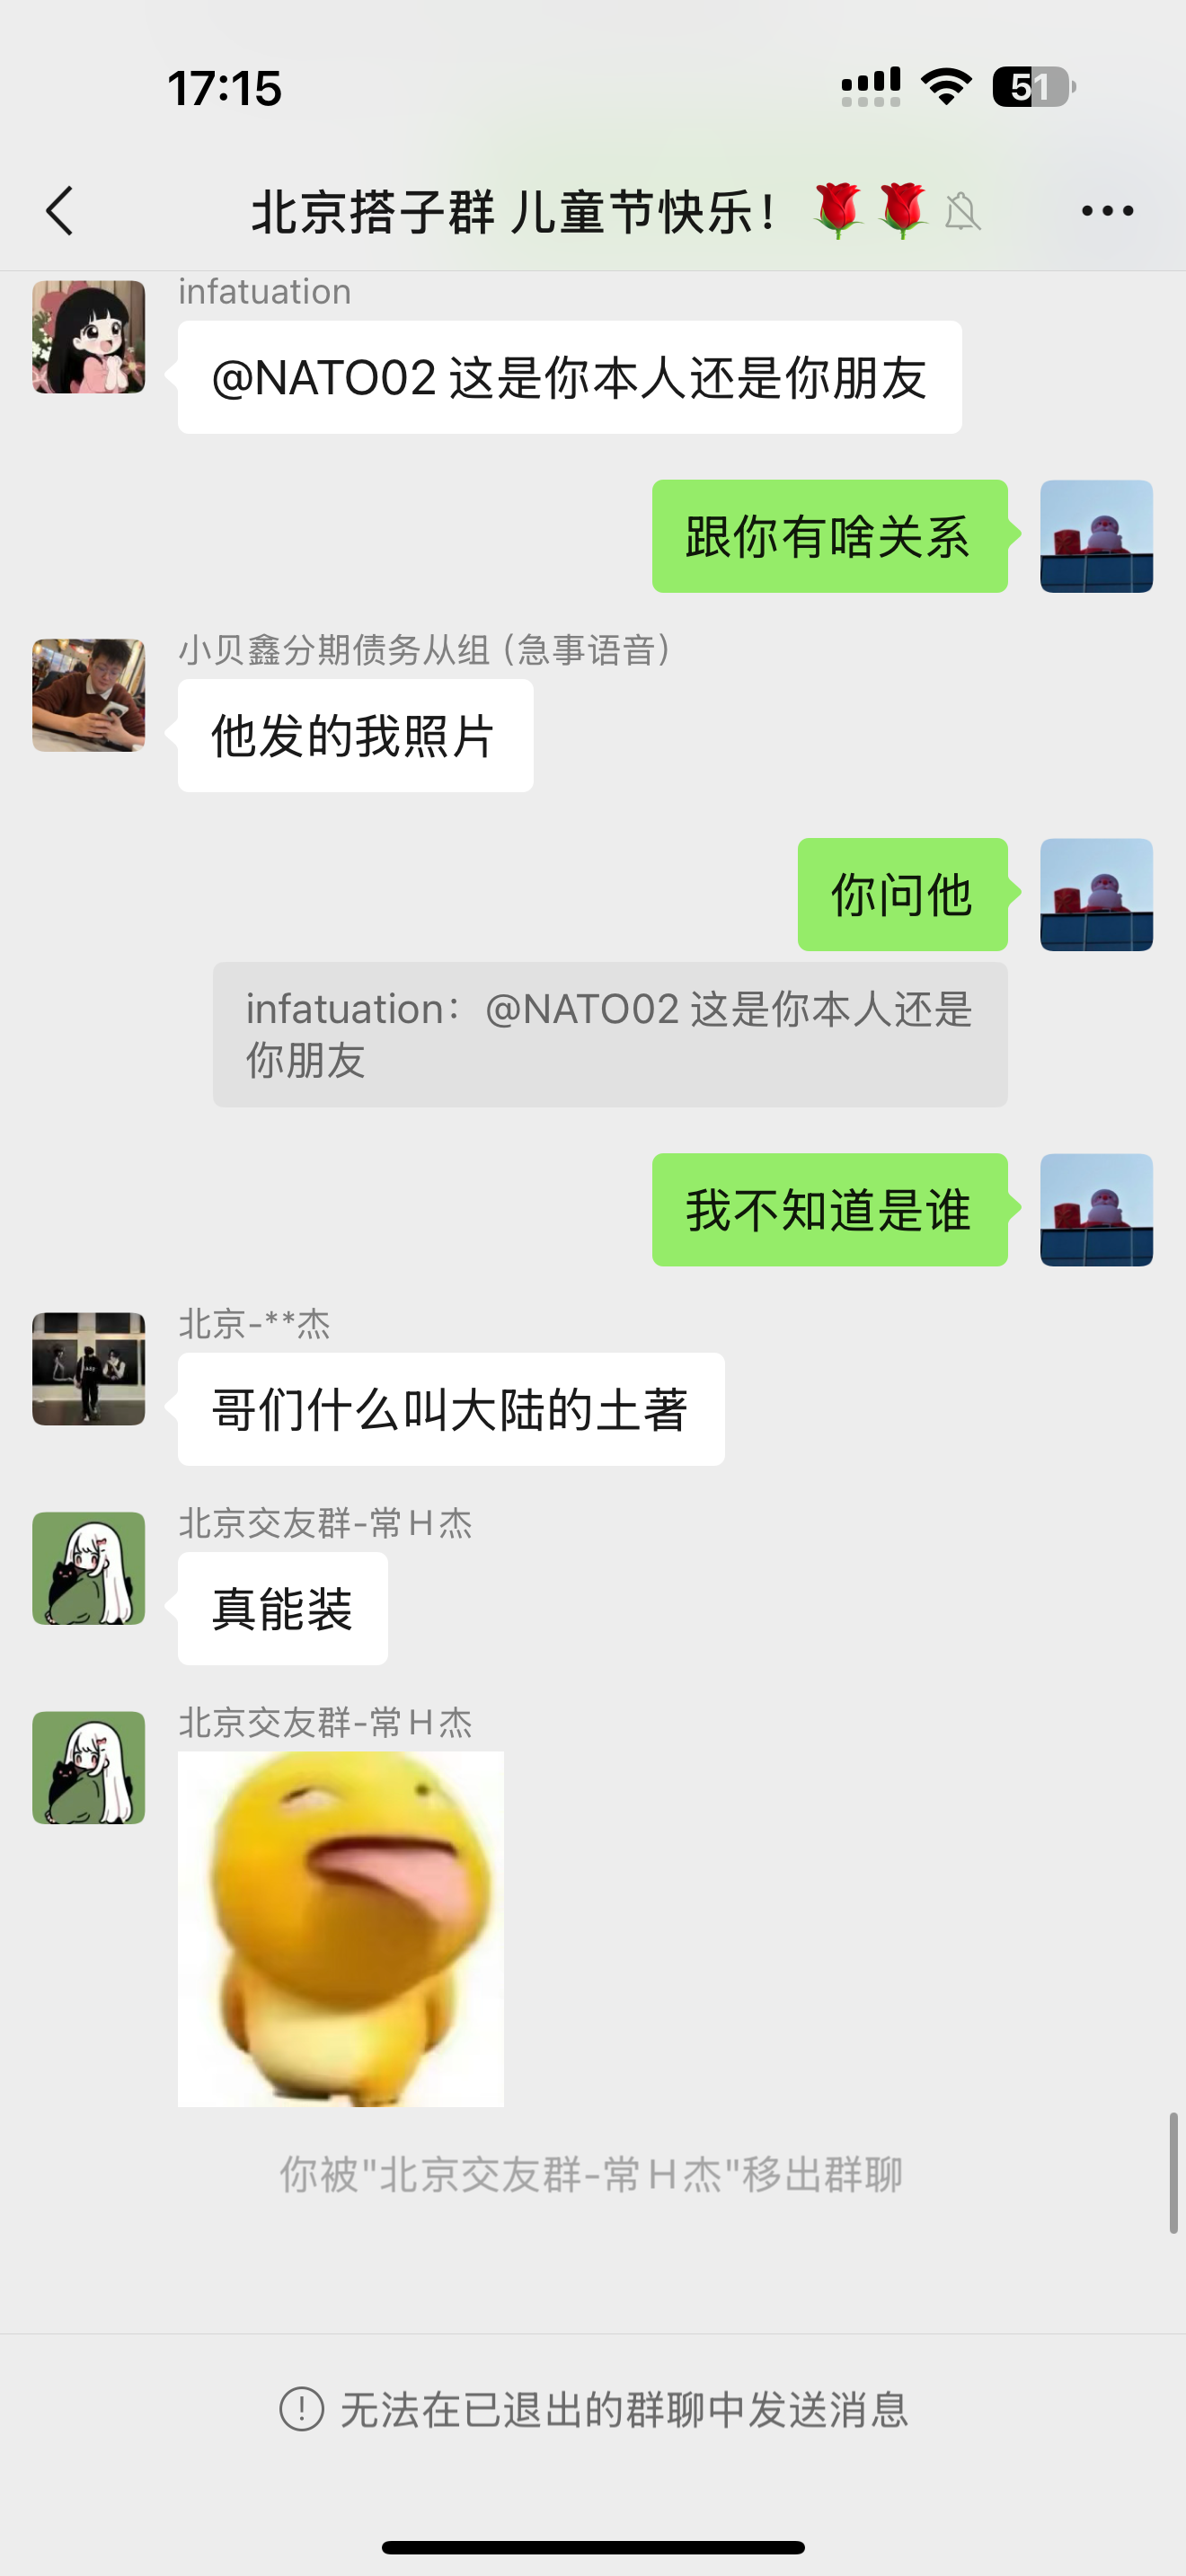 17:15
51
北京搭子群 儿童节快乐！🌹🌹
infatuation
@NATO02 这是你本人还是你朋友
跟你有啥关系
小贝鑫分期债务从组（急事语音）
他发的我照片
你问他
infatuation：@NATO02 这是你本人还是
你朋友
我不知道是谁
北京-**杰
哥们什么叫大陆的土著
北京交友群-常H杰
真能装
北京交友群-常H杰
你被"北京交友群-常H杰"移出群聊
无法在已退出的群聊中发送消息